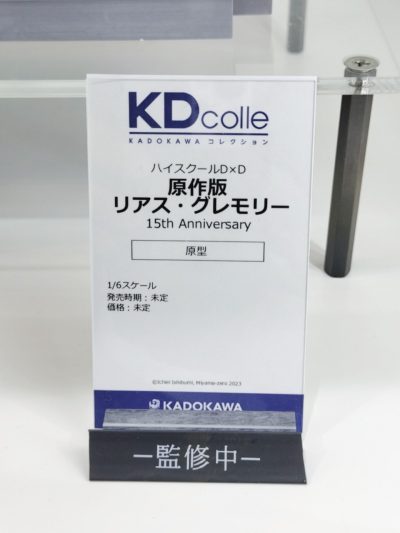 KDcolle
KADOKAWA コレクション
ハイスクールD×D
原作版
リアス・グレモリー
15th Anniversary
原型
1/6スケール
発売時期：未定
価格：未定
©Ichiei Ishibumi, Miyama-zero 2023
KADOKAWA
ー監修中ー